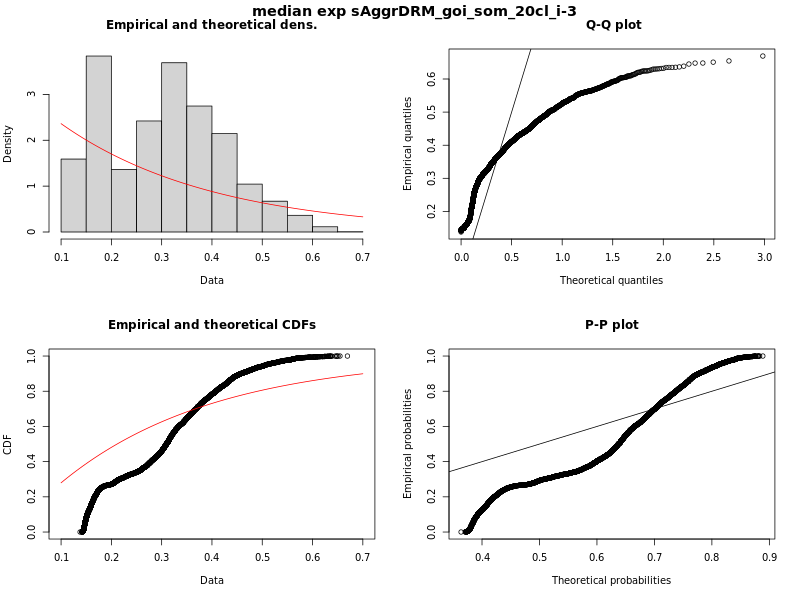 median exp sAggrDRM_goi_som_20cl_i-3
Empirical and theoretical dens.
Density
0
1
2
3
0.1 0.2 0.3 0.4 0.5 0.6 0.7
Data
Q-Q plot
Empirical quantiles
0.2
0.3
0.4
0.5
0.6
0.0 0.5 1.0 1.5 2.0 2.5 3.0
Theoretical quantiles
Empirical and theoretical CDFs
CDF
0.0
0.2
0.4
0.6
0.8
1.0
0.1 0.2 0.3 0.4 0.5 0.6 0.7
Data
P-P plot
Empirical probabilities
0.0
0.2
0.4
0.6
0.8
1.0
0.4 0.5 0.6 0.7 0.8 0.9
Theoretical probabilities